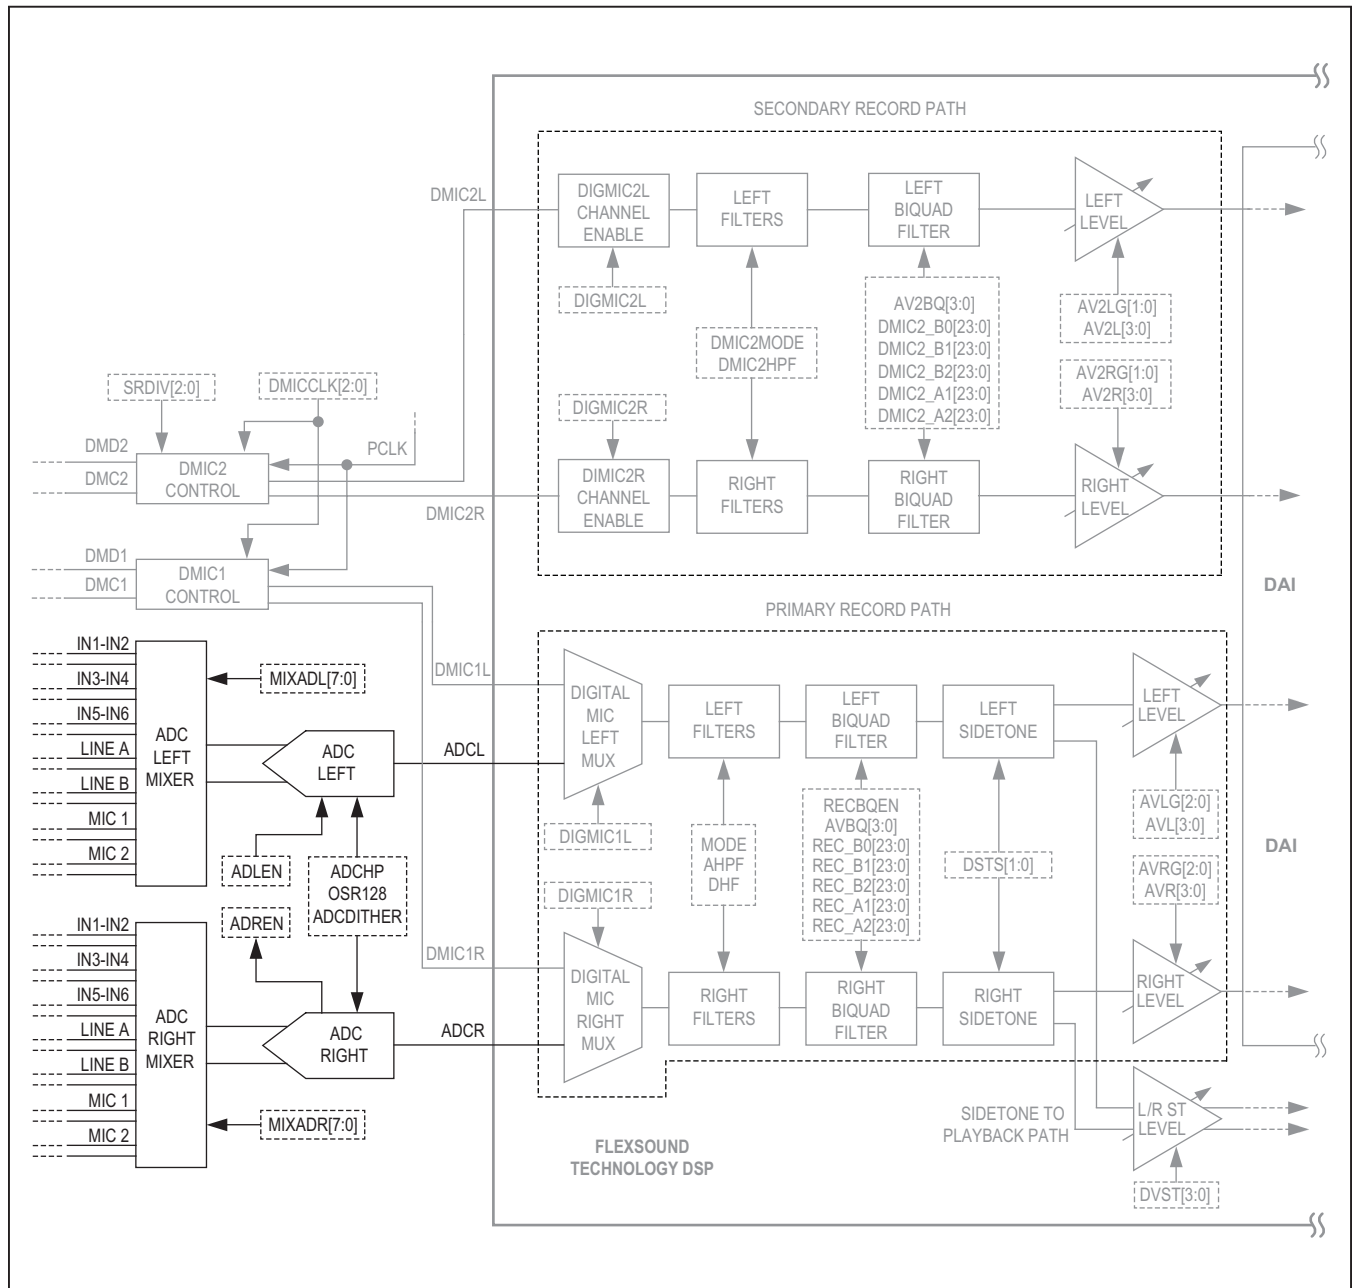 SECONDARY RECORD PATH
DMIC2L
DIGMIC2L
CHANNEL
ENABLE
LEFT
FILTERS
LEFT
BIQUAD
FILTER
LEFT
LEVEL
DIGMIC2L
AV2BQ[3:0]
DMIC2_B0[23:0]
DMIC2_B1[23:0]
DMIC2_B2[23:0]
DMIC2_A1[23:0]
DMIC2_A2[23:0]
AV2LG[1:0]
AV2L[3:0]
DMIC2MODE
DMIC2HPF
AV2RG[1:0]
AV2R[3:0]
SRDIV[2:0]
DMICCLK[2:0]
DIGMIC2R
PCLK
DMD2
DMC2
DMIC2
CONTROL
DMIC2R
DIMIC2R
CHANNEL
ENABLE
RIGHT
FILTERS
RIGHT
BIQUAD
FILTER
RIGHT
LEVEL
DMD1
DMC1
DMIC1
CONTROL
DAI
PRIMARY RECORD PATH
IN1-IN2
IN3-IN4
IN5-IN6
LINE A
LINE B
MIC 1
MIC 2
ADC
LEFT
MIXER
MIXADL[7:0]
ADC
LEFT
ADCL
DMIC1L
DIGITAL
MIC
LEFT
MUX
LEFT
FILTERS
LEFT
BIQUAD
FILTER
LEFT
SIDETONE
LEFT
LEVEL
ADLEN
ADCHP
OSR128
ADCDITHER
DIGMIC1L
MODE
AHPF
DHF
RECBQEN
AVBQ[3:0]
REC_B0[23:0]
REC_B1[23:0]
REC_B2[23:0]
REC_A1[23:0]
REC_A2[23:0]
DSTS[1:0]
AVLG[2:0]
AVL[3:0]
AVRG[2:0]
AVR[3:0]
DAI
DIGMIC1R
ADREN
IN1-IN2
IN3-IN4
IN5-IN6
LINE A
LINE B
MIC 1
MIC 2
ADC
RIGHT
MIXER
ADC
RIGHT
ADCR
DMIC1R
DIGITAL
MIC
RIGHT
MUX
RIGHT
FILTERS
RIGHT
BIQUAD
FILTER
RIGHT
SIDETONE
RIGHT
LEVEL
MIXADR[7:0]
FLEXSOUND
TECHNOLOGY DSP
SIDETONE TO
PLAYBACK PATH
L/R ST
LEVEL
DVST[3:0]